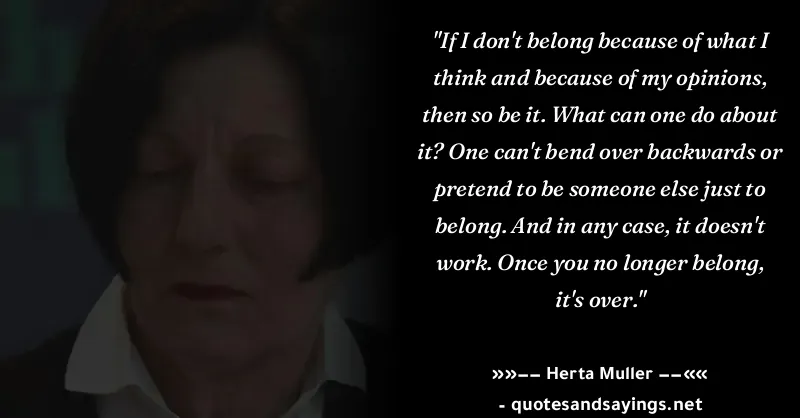 "If I don't belong because of what I
think and because of my opinions,
then so be it. What can one do about
it? One can't bend over backwards or
pretend to be someone else just to
belong. And in any case, it doesn't
work. Once you no longer belong,
it's over."
»»−− Herta Muller −−««
- quotesandsayings.net